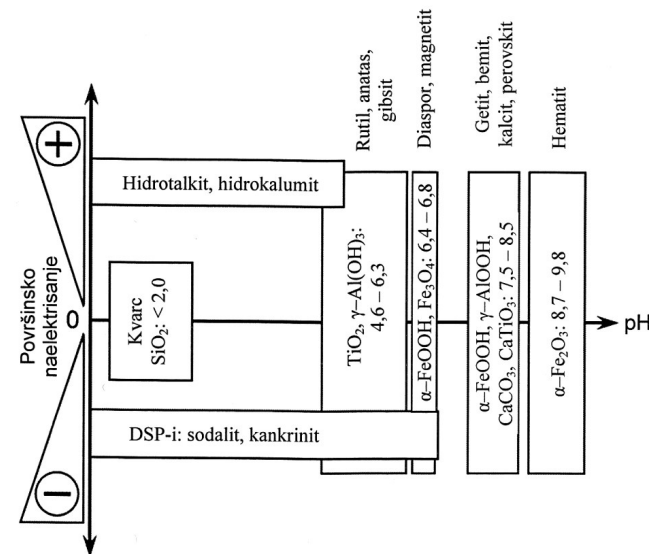 Površinsko
naelektrisanje
+
0
−
pH
Hidrotalkit, hidrokalumit
Kvarc
SiO₂: < 2,0
DSP-i: sodalit, kankrinit
Rutil, anatas,
gibsit
TiO₂, γ–Al(OH)₃:
4,6 – 6,3
Diaspor, magnetit
α–FeOOH, Fe₃O₄: 6,4 – 6,8
Getit, bemit,
kalcit, perovskit
α–FeOOH, γ–AlOOH,
CaCO₃, CaTiO₃: 7,5 – 8,5
Hematit
α–Fe₂O₃: 8,7 – 9,8